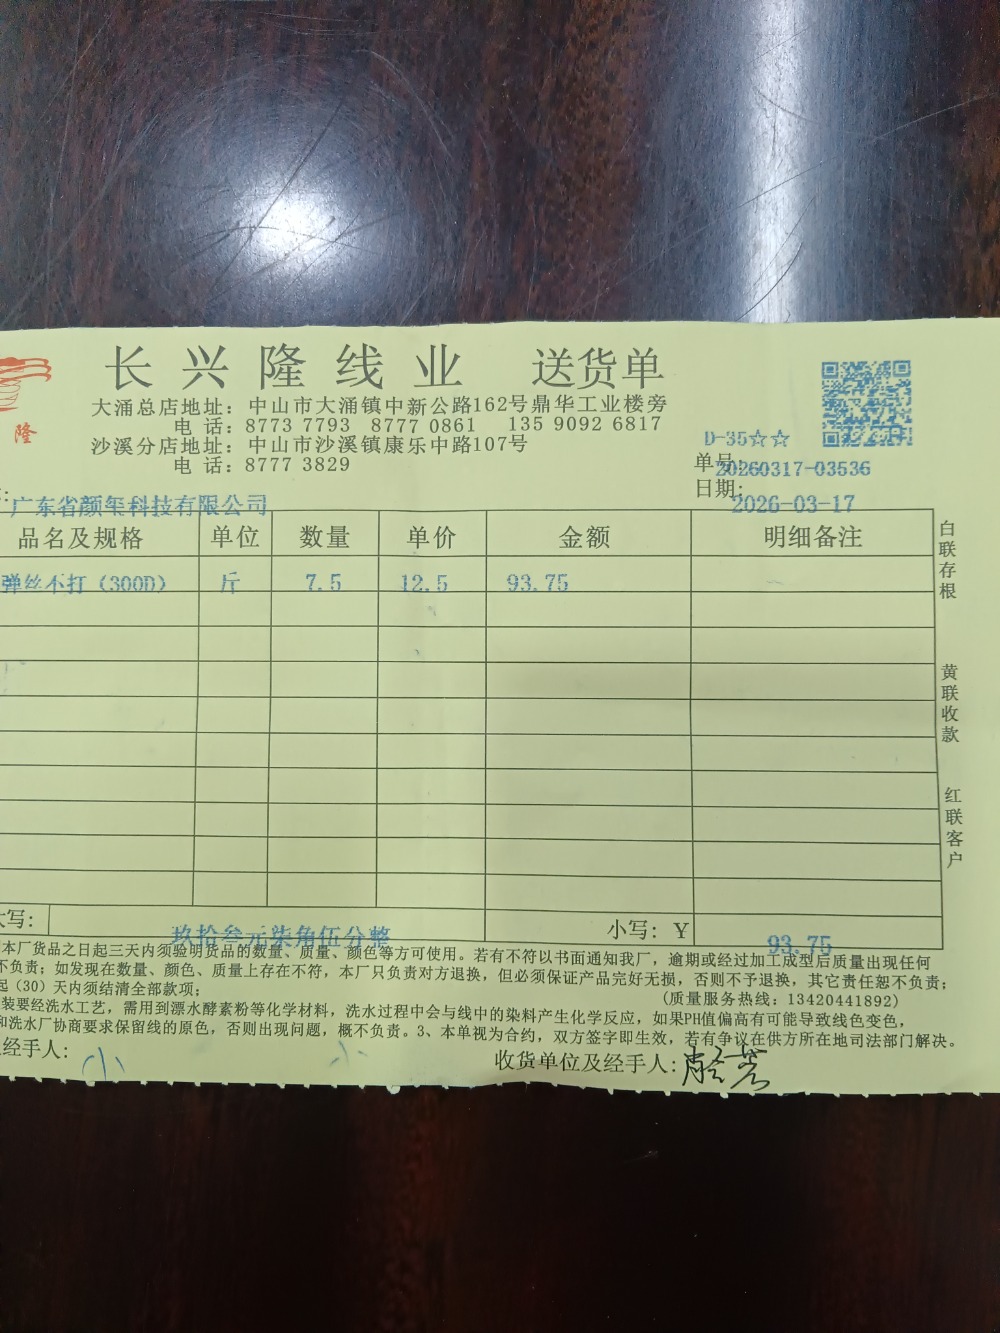 隆
长兴隆线业 送货单
大涌总店地址：中山市大涌镇中新公路162号鼎华工业楼旁
电 话：8773 7793 8777 0861 135 9092 6817
沙溪分店地址：中山市沙溪镇康乐中路107号
电 话：8777 3829
D-35☆☆
单号:20260317-03536
日期:2026-03-17
:广东省颜玺科技有限公司
品名及规格 单位 数量 单价 金额 明细备注
弹丝不打（300D） 斤 7.5 12.5 93.75
白联存根
黄联收款
红联客户
大写: 玖拾叁元柒角伍分整 小写: Y 93.75
本厂货品之日起三天内须验明货品的数量、质量、颜色等方可使用。若有不符以书面通知我厂，逾期或经过加工成型后质量出现任何
不负责；如发现在数量、颜色、质量上存在不符，本厂只负责对方退换，但必须保证产品完好无损，否则不予退换，其它责任恕不负责；
起（30）天内须结清全部款项；
(质量服务热线：13420441892)
装要经洗水工艺，需用到漂水酵素粉等化学材料，洗水过程中会与线中的染料产生化学反应，如果PH值偏高有可能导致线色变色，
和洗水厂协商要求保留线的原色，否则出现问题，概不负责。3、本单视为合约，双方签字即生效，若有争议在供方所在地司法部门解决。
经手人: 小 小
收货单位及经手人: